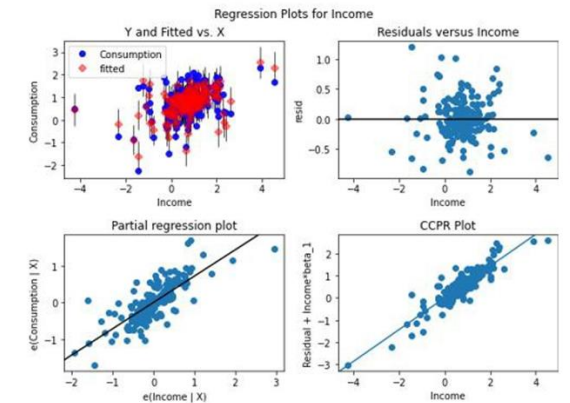 Regression Plots for Income
Y and Fitted vs. X
Consumption
fitted
Consumption
3
2
1
0
−1
−2
−4 −2 0 2 4
Income
Residuals versus Income
resid
1.0
0.5
0.0
−0.5
−4 −2 0 2 4
Income
Partial regression plot
e(Consumption | X)
1
0
−1
−2 −1 0 1 2 3
e(Income | X)
CCPR Plot
Residual + Income*beta_1
2
1
0
−1
−2
−3
−4 −2 0 2 4
Income